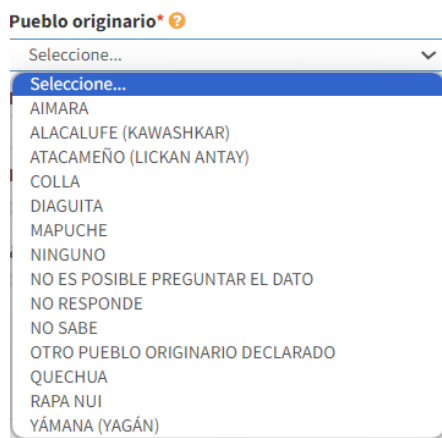 Pueblo originario*
Seleccione...
Seleccione...
AIMARA
ALACALUFE (KAWASHKAR)
ATACAMEÑO (LICKAN ANTAY)
COLLA
DIAGUITA
MAPUCHE
NINGUNO
NO ES POSIBLE PREGUNTAR EL DATO
NO RESPONDE
NO SABE
OTRO PUEBLO ORIGINARIO DECLARADO
QUECHUA
RAPA NUI
YÁMANA (YAGÁN)